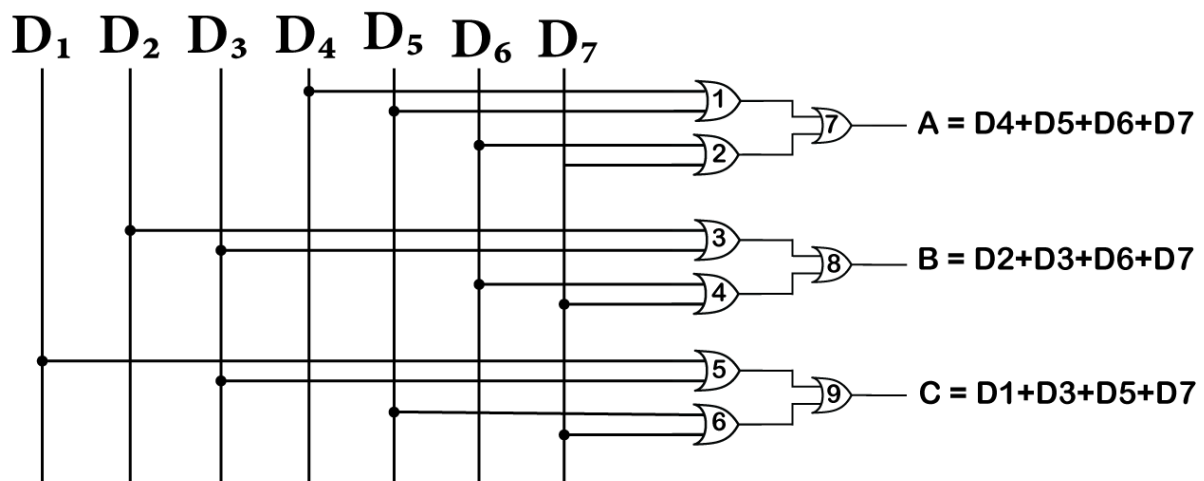 D₁ D₂ D₃ D₄ D₅ D₆ D₇
1
7
A = D4+D5+D6+D7
2
3
8
B = D2+D3+D6+D7
4
5
9
C = D1+D3+D5+D7
6